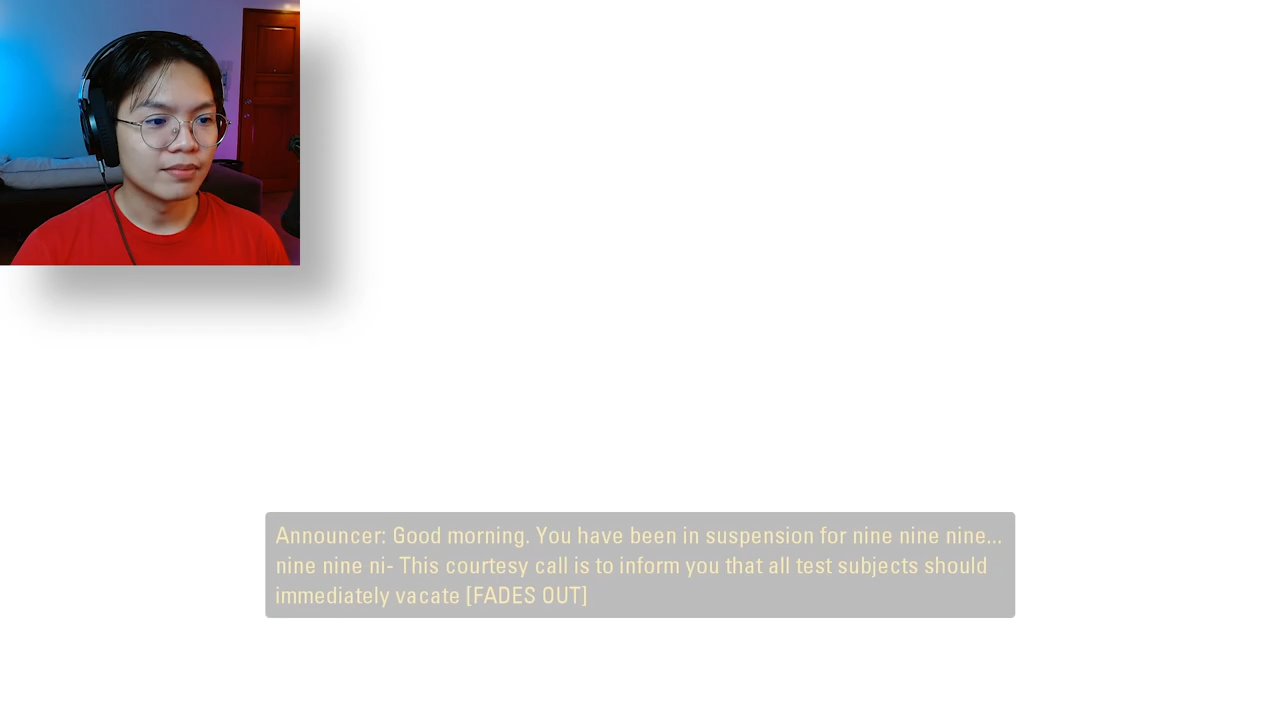 Announcer: Good morning. You have been in suspension for nine nine nine...
nine nine ni- This courtesy call is to inform you that all test subjects should
immediately vacate [FADES OUT]